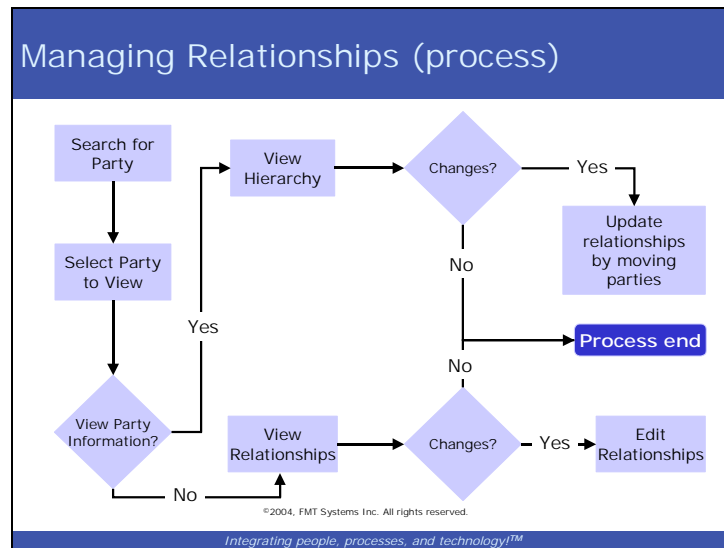 Managing Relationships (process)
Search for
Party
View
Hierarchy
Changes?
Yes
Select Party
to View
Update
relationships
by moving
parties
No
Yes
Process end
No
View Party
Information?
View
Relationships
Changes?
Yes
Edit
Relationships
No
©2004, FMT Systems Inc. All rights reserved.
Integrating people, processes, and technology!™